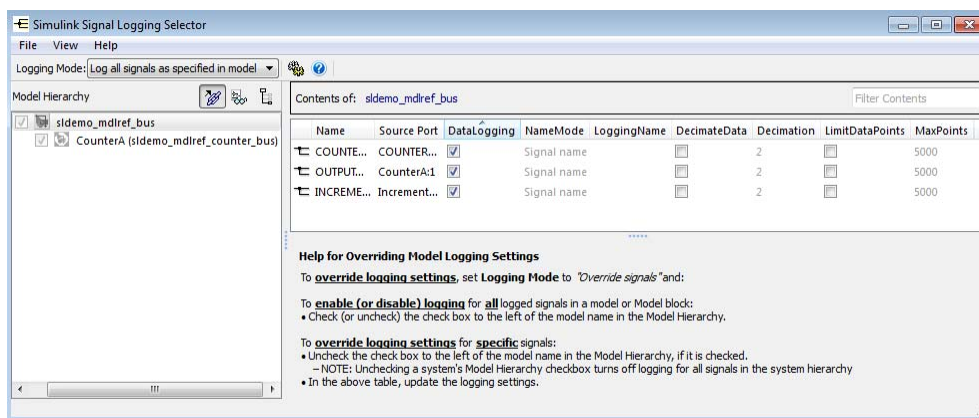 Simulink Signal Logging Selector
File View Help
Logging Mode: Log all signals as specified in model
Model Hierarchy
sldemo_mdlref_bus
CounterA (sldemo_mdlref_counter_bus)
Contents of: sldemo_mdlref_bus
Filter Contents
Name Source Port DataLogging NameMode LoggingName DecimateData Decimation LimitDataPoints MaxPoints
COUNTE... COUNTER... Signal name 2 5000
OUTPUT... CounterA:1 Signal name 2 5000
INCREME... Increment... Signal name 2 5000
Help for Overriding Model Logging Settings
To override logging settings, set Logging Mode to "Override signals" and:
To enable (or disable) logging for all logged signals in a model or Model block:
• Check (or uncheck) the check box to the left of the model name in the Model Hierarchy.
To override logging settings for specific signals:
• Uncheck the check box to the left of the model name in the Model Hierarchy, if it is checked.
– NOTE: Unchecking a system's Model Hierarchy checkbox turns off logging for all signals in the system hierarchy
• In the above table, update the logging settings.